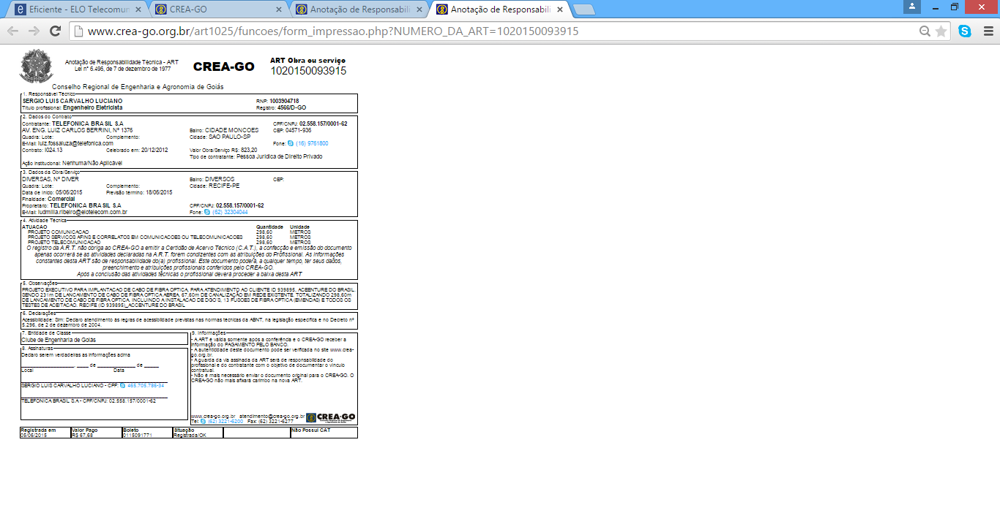 Eficiente - ELO Telecomun
CREA-GO
Anotação de Responsabili
Anotação de Responsabili
www.crea-go.org.br/art1025/funcoes/form_impressao.php?NUMERO_DA_ART=1020150093915
Anotação de Responsabilidade Técnica - ART
Lei n° 6.496, de 7 de dezembro de 1977
CREA-GO
ART Obra ou serviço
1020150093915
Conselho Regional de Engenharia e Agronomia de Goiás
1. Responsável Técnico
SERGIO LUIS CARVALHO LUCIANO RNP: 1003904718
Título profissional: Engenheiro Eletricista Registro: 4566/D-GO
2. Dados do Contrato
Contratante: TELEFONICA BRASIL S.A CPF/CNPJ: 02.558.157/0001-62
AV. ENG. LUIZ CARLOS BERRINI, Nº 1376 Bairro: CIDADE MONCOES CEP: 04571-936
Quadra: Lote: Complemento: Cidade: SAO PAULO-SP
E-Mail: luiz.fossaluza@telefonica.com Fone: (16) 9761800
Contrato: I024.13 Celebrado em: 20/12/2012 Valor Obra/Serviço R$: 823,20
Tipo de contratante: Pessoa Jurídica de Direito Privado
Ação Institucional: Nenhuma/Não Aplicável
3. Dados da Obra/Serviço
DIVERSAS, Nº DIVER Bairro: DIVERSOS CEP:
Quadra: Lote: Complemento: Cidade: RECIFE-PE
Data de Início: 05/06/2015 Previsão término: 18/06/2015
Finalidade: Comercial
Proprietário: TELEFONICA BRASIL S.A CPF/CNPJ: 02.558.157/0001-62
E-Mail: ludmilla.ribeiro@elotelecom.com.br Fone: (62) 32304044
4. Atividade Técnica
ATUACAO Quantidade Unidade
PROJETO COMUNICACAO 298,60 METROS
PROJETO SERVICOS AFINS E CORRELATOS EM COMUNICACOES OU TELECOMUNICACOES 298,60 METROS
PROJETO TELECOMUNICACAO 298,60 METROS
O registro da A.R.T. não obriga ao CREA-GO a emitir a Certidão de Acervo Técnico (C.A.T.), a confecção e emissão do documento
apenas ocorrerá se as atividades declaradas na A.R.T. forem condizentes com as atribuições do Profissional. As informações
constantes desta ART são de responsabilidade do(a) profissional. Este documento poderá, a qualquer tempo, ter seus dados,
preenchimento e atribuições profissionais conferidos pelo CREA-GO.
Após a conclusão das atividades técnicas o profissional deverá proceder a baixa desta ART
5. Observações
PROJETO EXECUTIVO PARA IMPLANTACAO DE CABO DE FIBRA OPTICA, PARA ATENDIMENTO AO CLIENTE ID 939895, ACEENTURE DO BRASIL.
SENDO 231m DE LANCAMENTO DE CABO DE FIBRA OPTICA AEREA, 67,60m DE CANALIZAÇÃO EM REDE EXISTENTE. TOTALIZANDO 298,60m
DE LANCAMENTO DE CABO DE FIBRA OPTICA, INCLUINDO A INSTALACAO DE DGO'S, 13 FUSOES DE FIBRA OPTICA (EMENDAS) E TODOS OS
TESTES DE ACEITACAO. RECIFE (ID 939895)_ACCENTURE DO BRASIL
6. Declarações
Acessibilidade: Sim: Declaro atendimento às regras de acessibilidade previstas nas normas técnicas da ABNT, na legislação específica e no Decreto nº
5.296, de 2 de dezembro de 2004.
7. Entidade de Classe
Clube de Engenharia de Goiás
8. Assinaturas
Declaro serem verdadeiras as informações acima
________________, ____ de ____________ de _____
Local Data
SERGIO LUIS CARVALHO LUCIANO - CPF: 465.705.786-34
TELEFONICA BRASIL S.A - CPF/CNPJ: 02.558.157/0001-62
9. Informações
- A ART é válida somente após a conferência e o CREA-GO receber a
informação do PAGAMENTO PELO BANCO.
- A autenticidade deste documento pode ser verificada no site www.crea-
go.org.br.
- A guarda da via assinada da ART será de responsabilidade do
profissional e do contratante com o objetivo de documentar o vínculo
contratual.
- Não é mais necessário enviar o documento original para o CREA-GO. O
CREA-GO não mais afixará carimbo na nova ART.
www.crea-go.org.br atendimento@crea-go.org.br
Tel: (62) 3221-6200 Fax: (62) 3221-6277
CREA-GO
Registrada em Valor Pago Boleto Situação Não Possui CAT
05/06/2015 R$ 67,68 0115091771 Registrada/OK